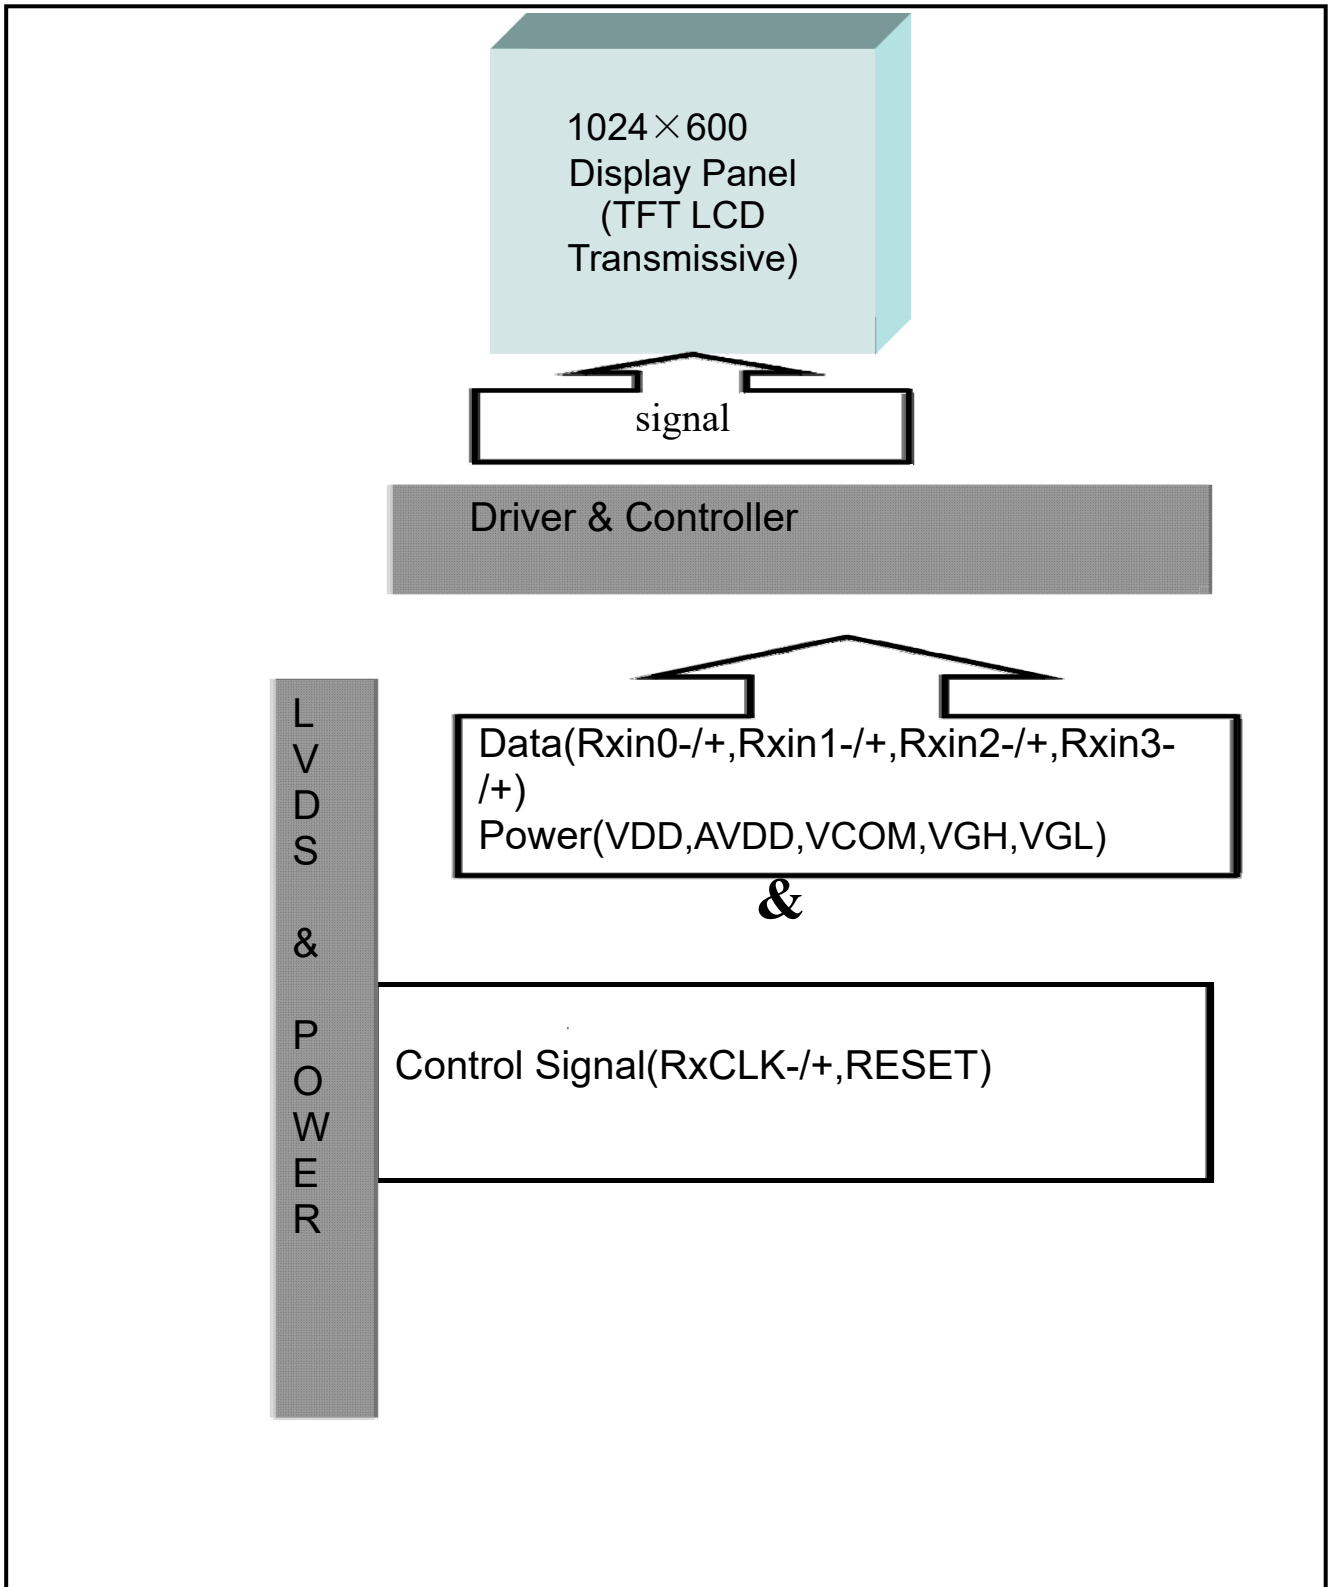 1024×600
Display Panel
(TFT LCD
Transmissive)
signal
Driver & Controller
L
V
D
S
&
P
O
W
E
R
Data(Rxin0-/+,Rxin1-/+,Rxin2-/+,Rxin3-
/+)
Power(VDD,AVDD,VCOM,VGH,VGL)
&
Control Signal(RxCLK-/+,RESET)